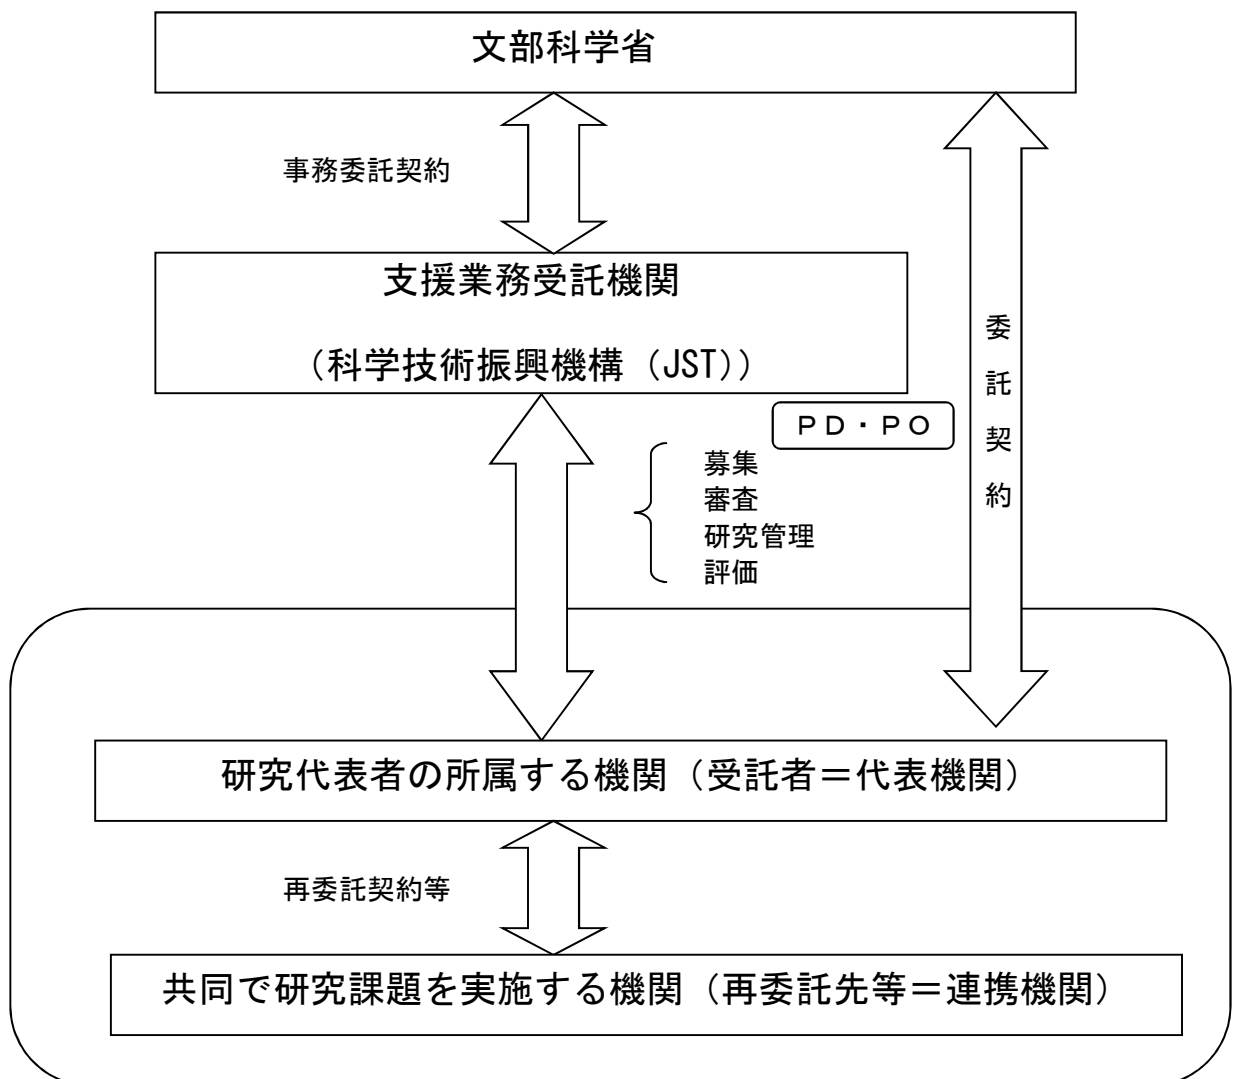 文部科学省
事務委託契約
支援業務受託機関
（科学技術振興機構（JST））
委託契約
ＰＤ・ＰＯ
募集
審査
研究管理
評価
研究代表者の所属する機関（受託者＝代表機関）
再委託契約等
共同で研究課題を実施する機関（再委託先等＝連携機関）